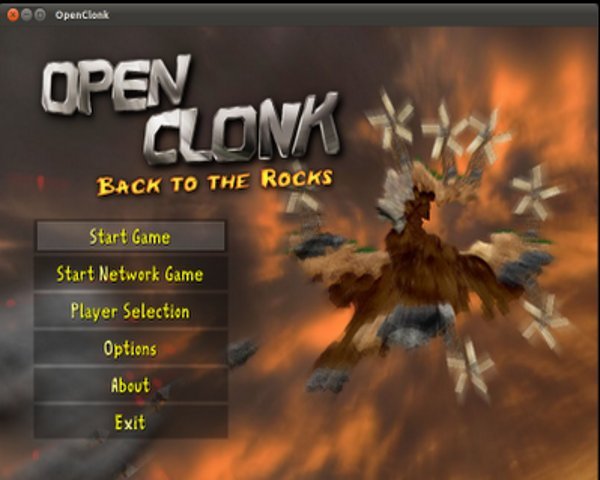 OpenClonk
OPEN
CLONK
BACK TO THE ROCKS
Start Game
Start Network Game
Player Selection
Options
About
Exit